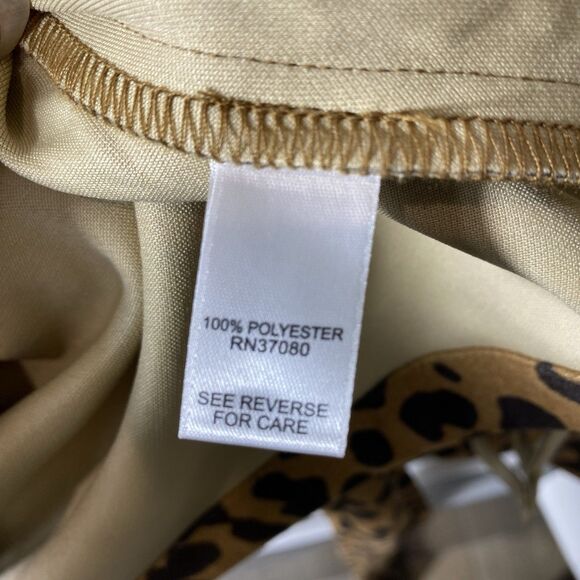 100% POLYESTER
RN37080
SEE REVERSE
FOR CARE